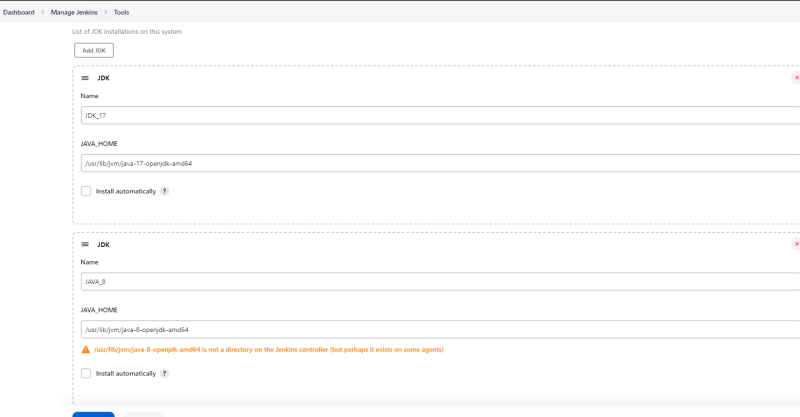 Dashboard > Manage Jenkins > Tools
List of JDK installations on this system
Add JDK
JDK
Name
JDK_17
JAVA_HOME
/usr/lib/jvm/java-17-openjdk-amd64
Install automatically ?
JDK
Name
JAVA_8
JAVA_HOME
/usr/lib/jvm/java-8-openjdk-amd64
/usr/lib/jvm/java-8-openjdk-amd64 is not a directory on the Jenkins controller (but perhaps it exists on some agents)
Install automatically ?